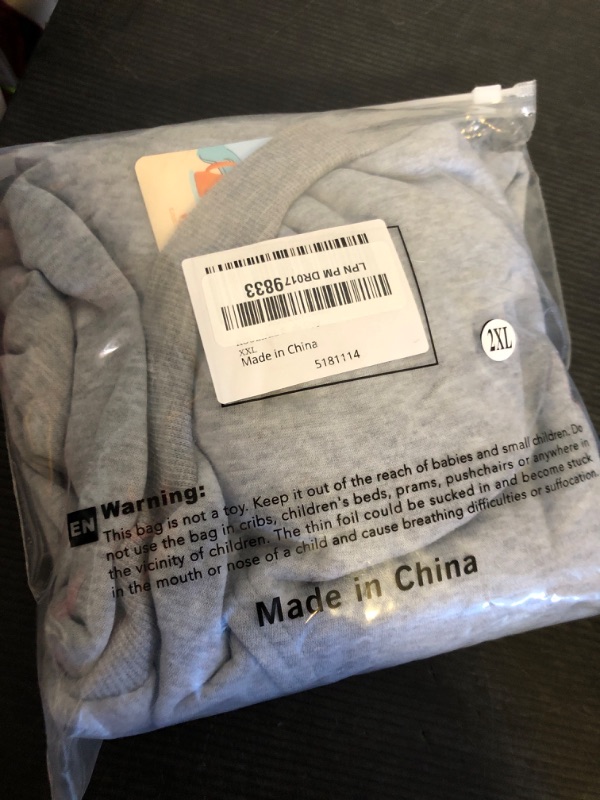 LPN PM DR0179833
XXL
Made in China
5181114
2XL
EN
Warning:
This bag is not a toy. Keep it out of the reach of babies and small children. Do
not use the bag in cribs, children's beds, prams, pushchairs or anywhere in
the vicinity of children. The thin foil could be sucked in and become stuck
in the mouth or nose of a child and cause breathing difficulties or suffocation.
Made in China